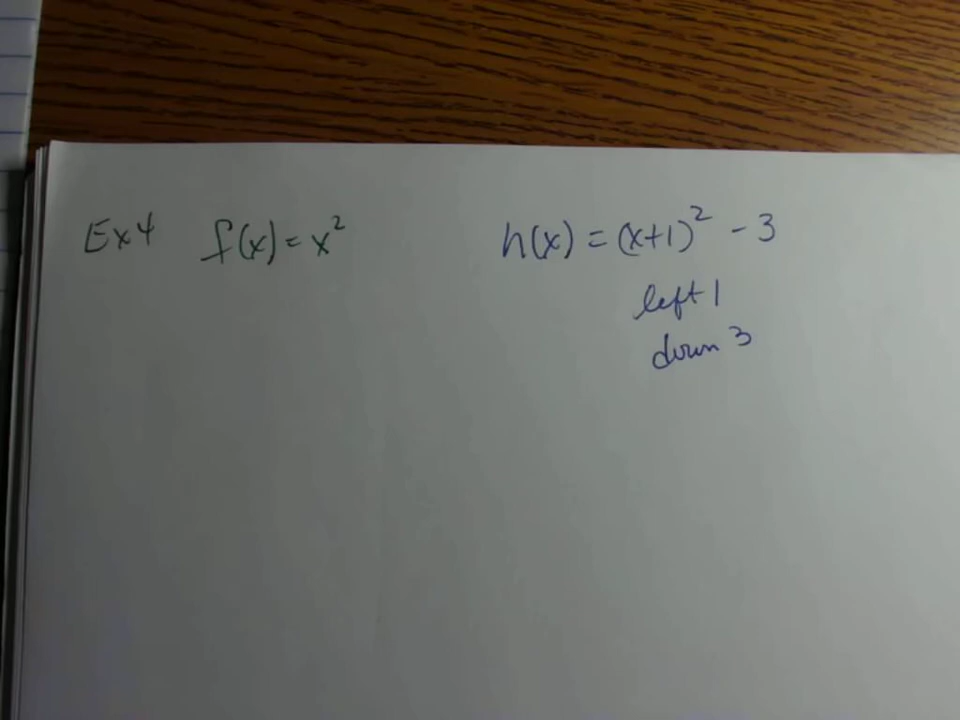 Ex 4 f(x) = x² h(x) = (x+1)² - 3
left 1
down 3